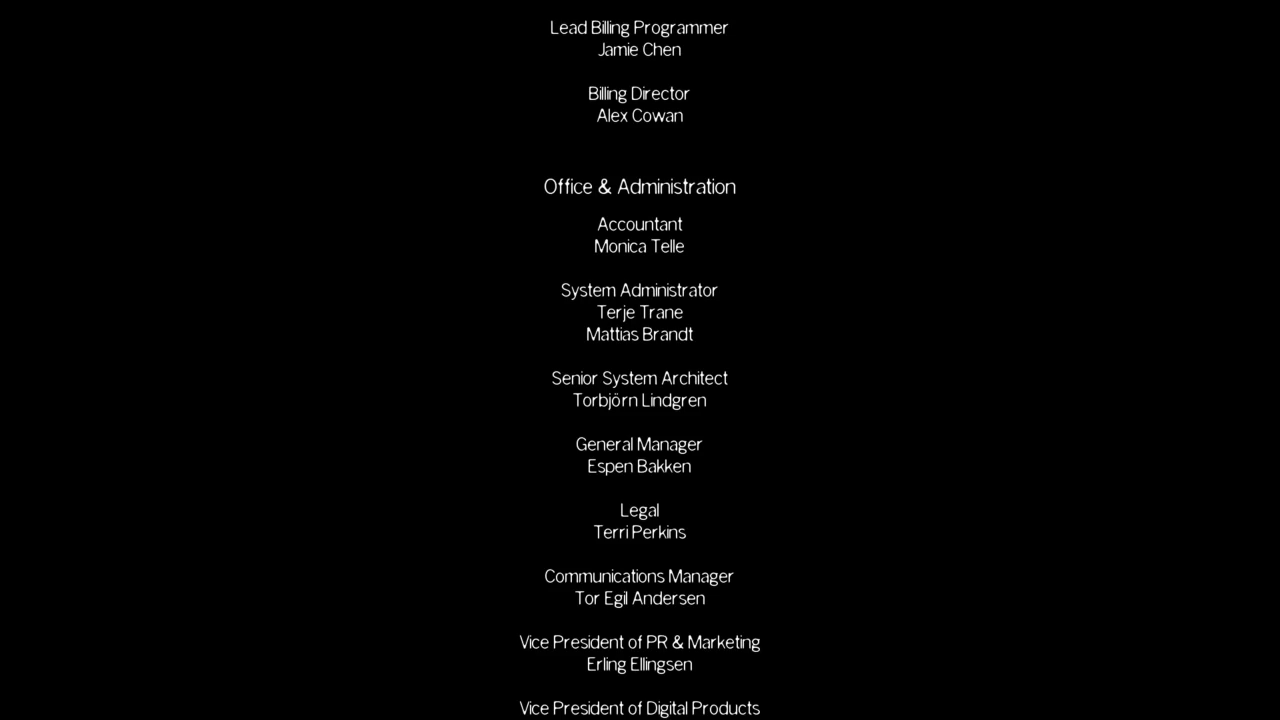 Lead Billing Programmer
Jamie Chen
Billing Director
Alex Cowan
Office & Administration
Accountant
Monica Telle
System Administrator
Terje Trane
Mattias Brandt
Senior System Architect
Torbjörn Lindgren
General Manager
Espen Bakken
Legal
Terri Perkins
Communications Manager
Tor Egil Andersen
Vice President of PR & Marketing
Erling Ellingsen
Vice President of Digital Products